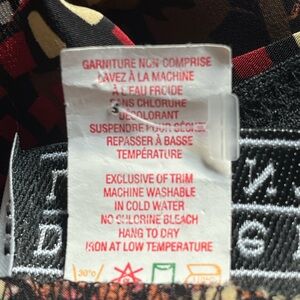 GARNITURE NON COMPRISE
LAVEZ À LA MACHINE
À L'EAU FROIDE
SANS CHLORURE
DÉCOLORANT
SUSPENDRE POUR SÉCHER
REPASSER À BASSE
TEMPÉRATURE
EXCLUSIVE OF TRIM
MACHINE WASHABLE
IN COLD WATER
NO CHLORINE BLEACH
HANG TO DRY
IRON AT LOW TEMPERATURE
30°c